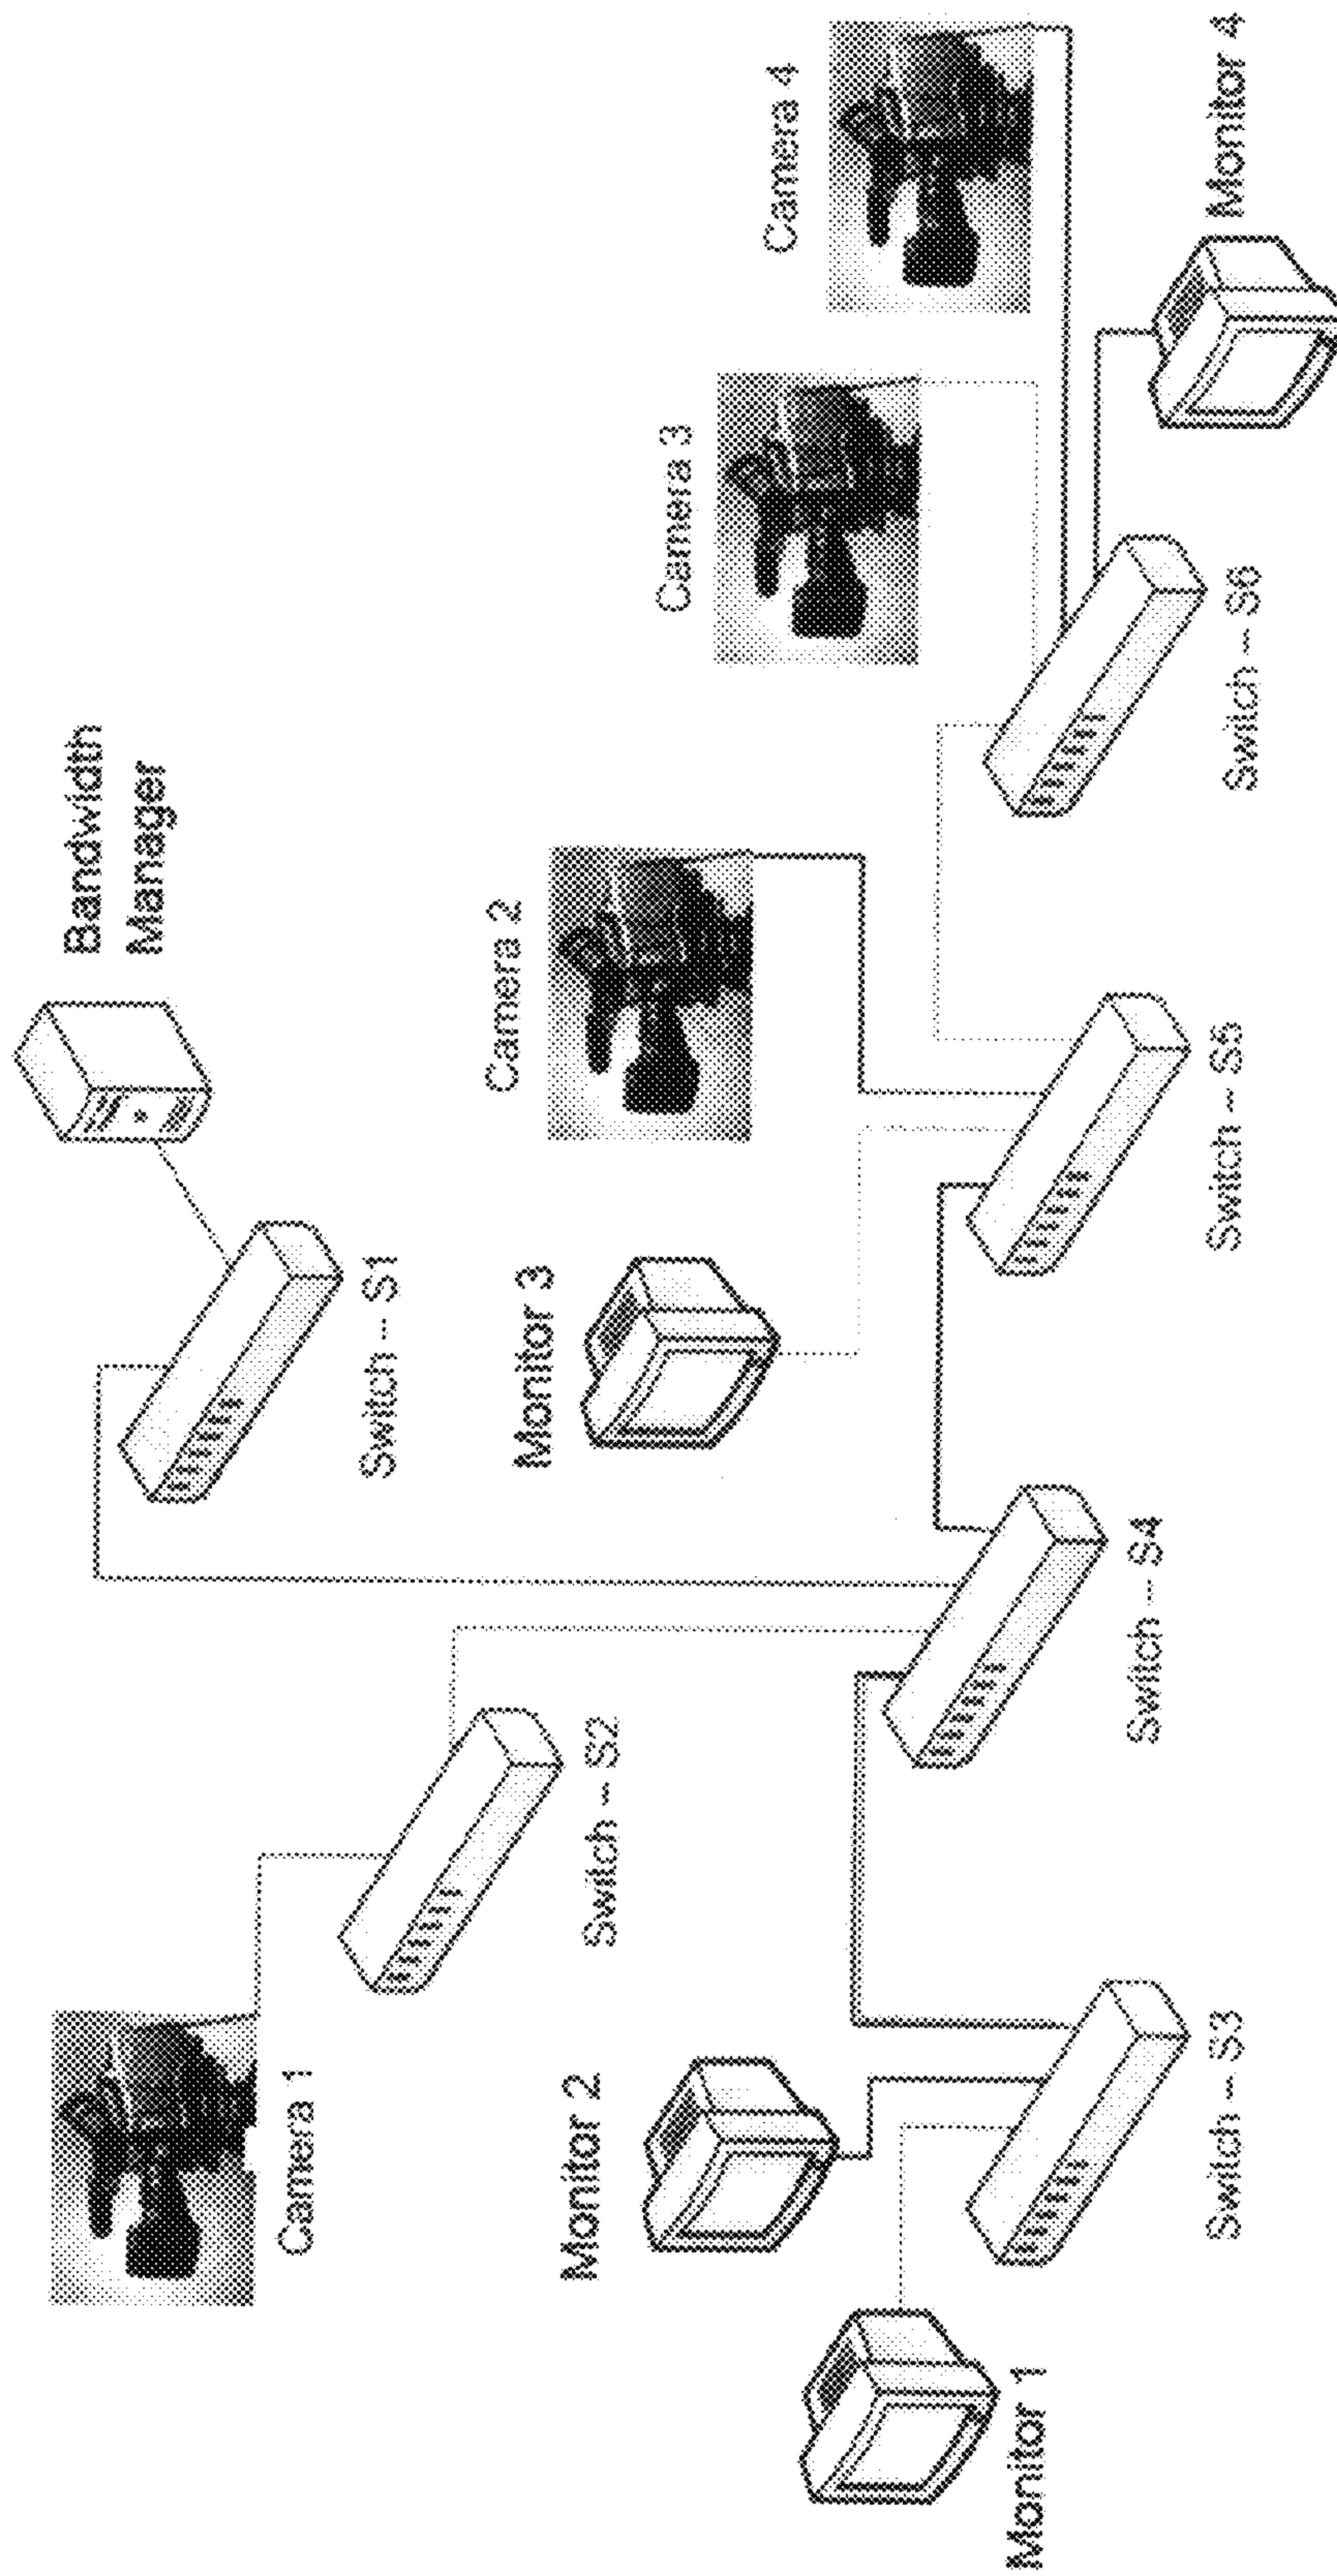 Bandwidth
Manager
Camera 1
Switch -- S1
Switch -- S2
Camera 2
Monitor 3
Monitor 2
Camera 3
Camera 4
Monitor 1
Switch -- S3
Switch -- S4
Switch -- S5
Switch -- S6
Monitor 4